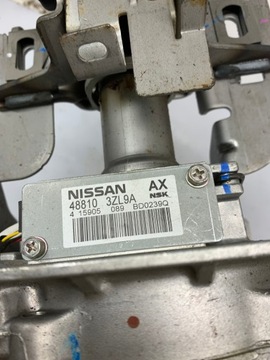 NISSAN AX
48810 3ZL9A NSK
4 15905 089 BD0239Q